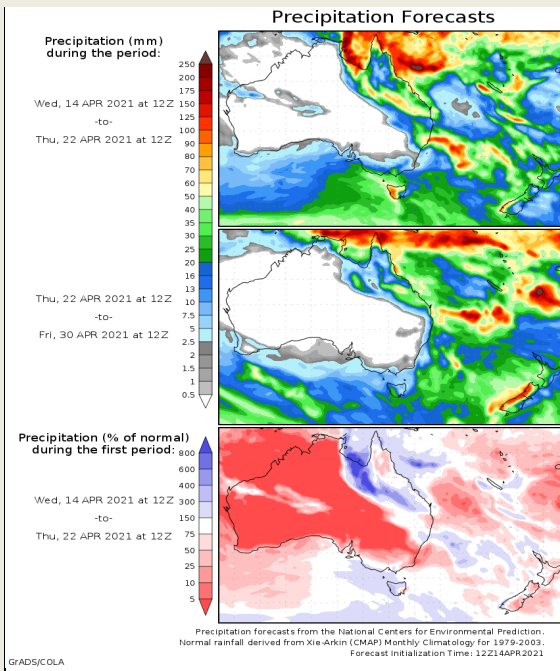 Precipitation Forecasts
Precipitation (mm)
during the period:
Wed, 14 APR 2021 at 12Z
-to-
Thu, 22 APR 2021 at 12Z
250
200
175
150
125
100
90
80
70
60
50
40
35
30
25
20
16
13
10
7.5
5
2.5
2
1.5
1
0.5
Thu, 22 APR 2021 at 12Z
-to-
Fri, 30 APR 2021 at 12Z
Precipitation (% of normal)
during the first period:
Wed, 14 APR 2021 at 12Z
-to-
Thu, 22 APR 2021 at 12Z
800
600
400
300
150
75
50
25
10
5
Precipitation forecasts from the National Centers for Environmental Prediction.
Normal rainfall derived from Xie-Arkin (CMAP) Monthly Climatology for 1979-2003.
Forecast Initialization Time: 12Z14APR2021
GrADS/COLA